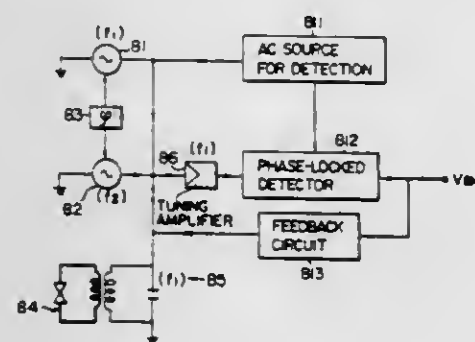 (f1)
81
811
AC SOURCE
FOR DETECTION
83
812
86
(f1)
PHASE-LOCKED
DETECTOR
82
(f2)
TUNING
AMPLIFIER
FEEDBACK
CIRCUIT
813
84
(f1)
85